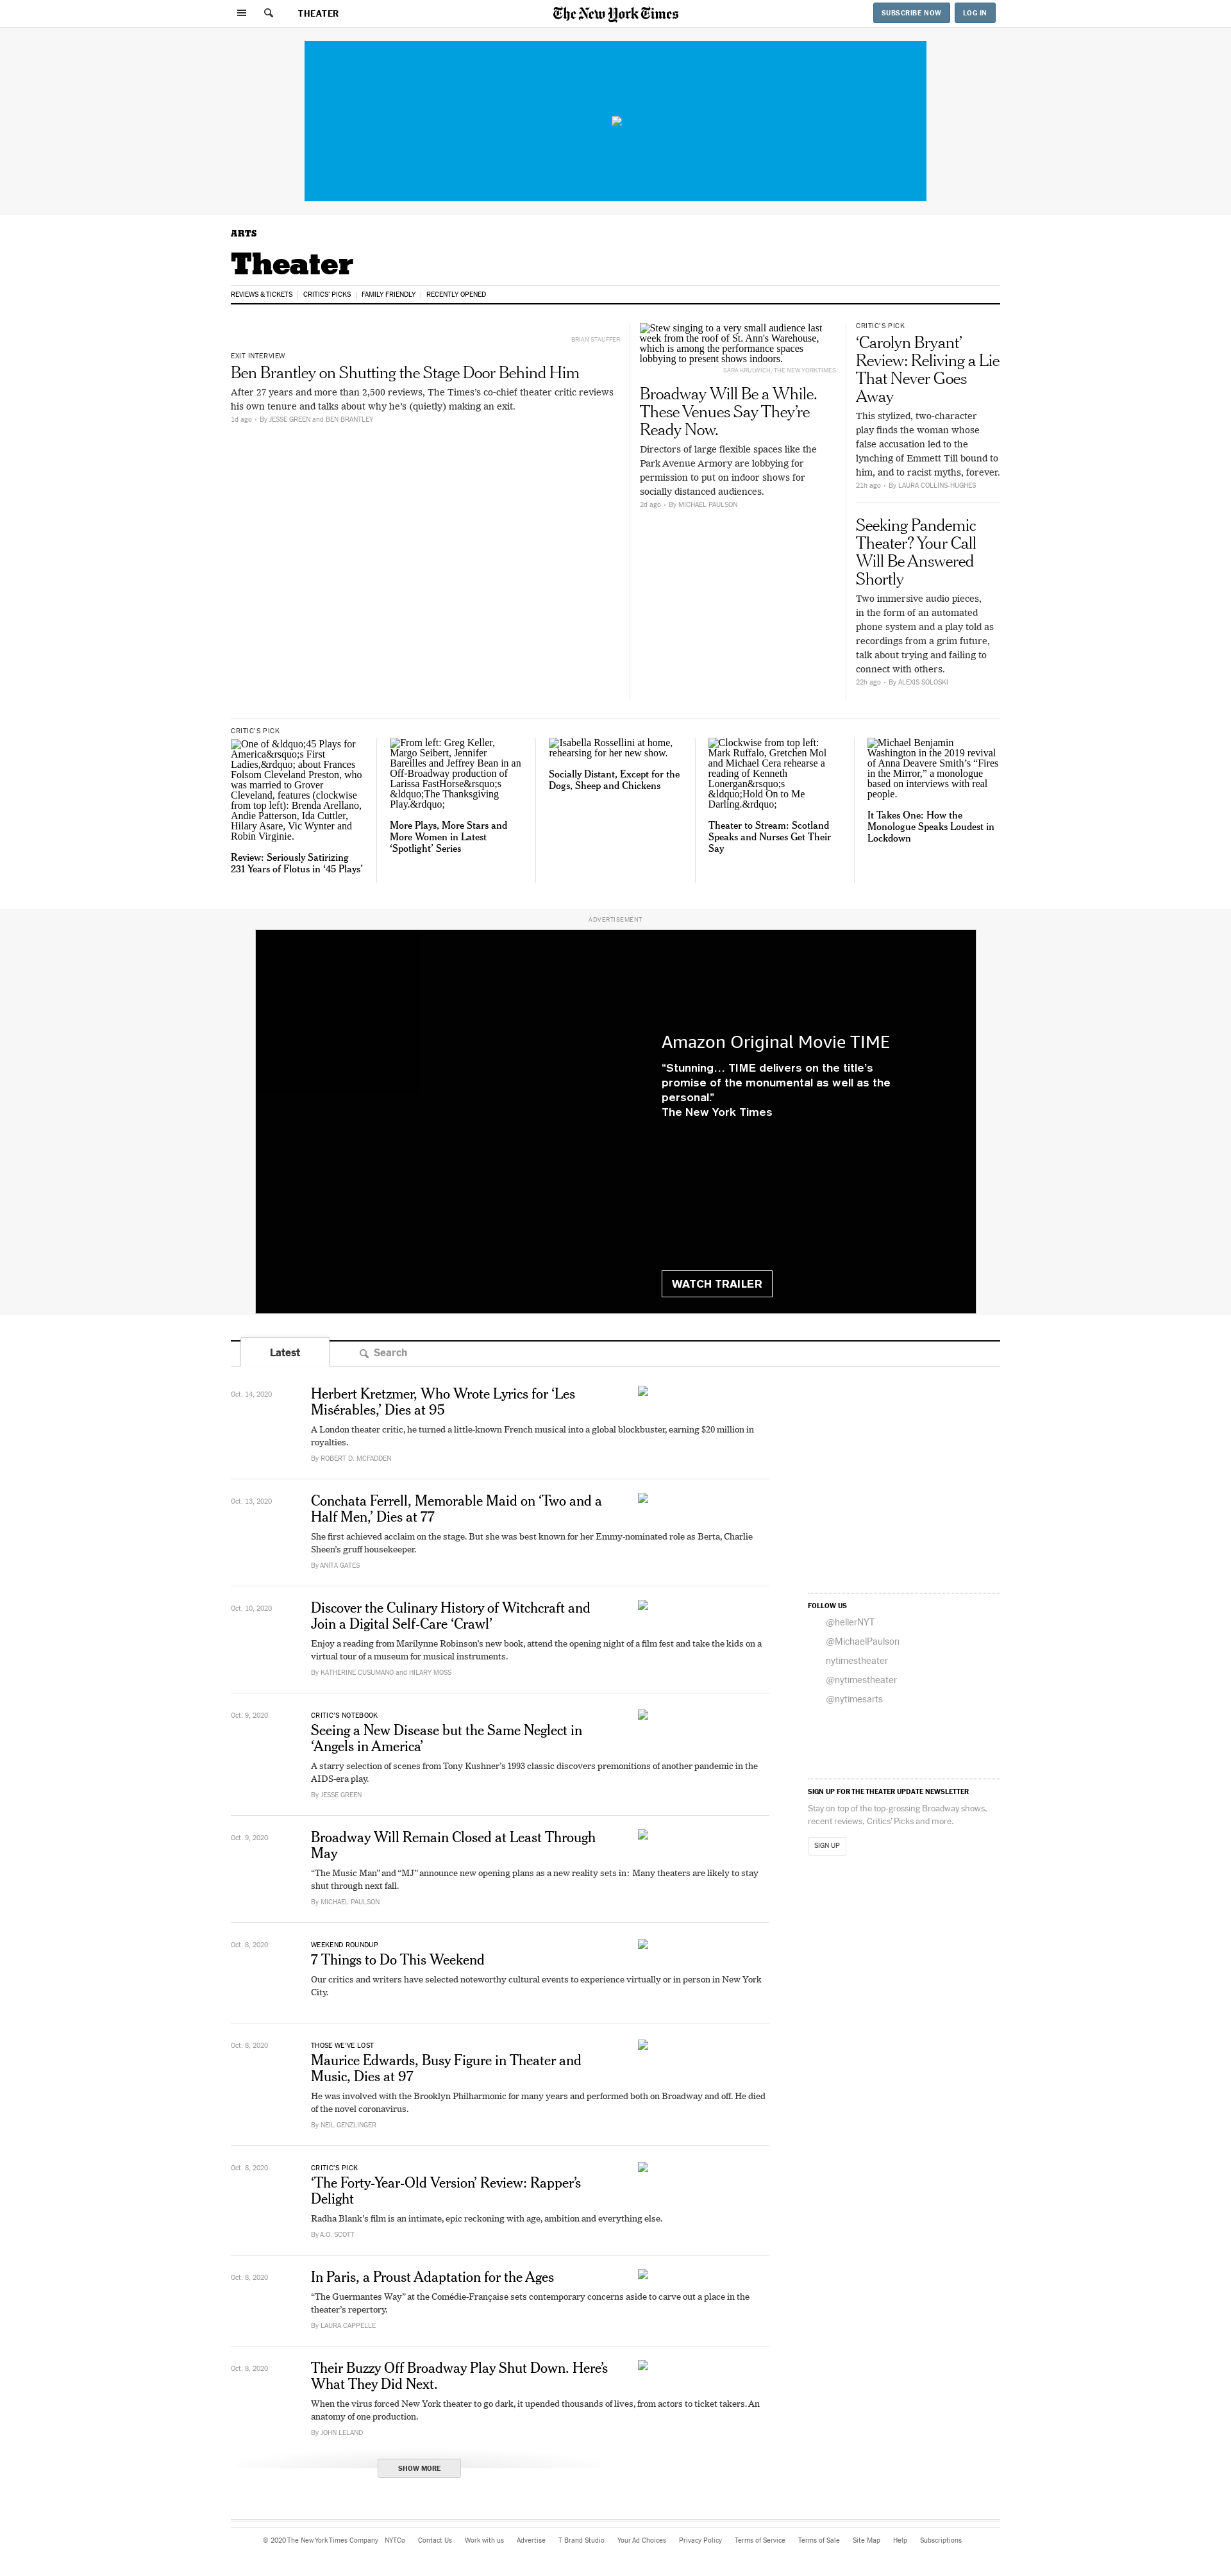 THEATER
The New York Times
SUBSCRIBE NOW
LOG IN
ARTS
Theater
REVIEWS & TICKETS | CRITICS' PICKS | FAMILY FRIENDLY | RECENTLY OPENED
BRIAN STAUFFER
EXIT INTERVIEW
Ben Brantley on Shutting the Stage Door Behind Him
After 27 years and more than 2,500 reviews, The Times's co-chief theater critic reviews
his own tenure and talks about why he's (quietly) making an exit.
1d ago - By JESSE GREEN and BEN BRANTLEY
Stew singing to a very small audience last
week from the roof of St. Ann's Warehouse,
which is among the performance spaces
lobbying to present shows indoors.
SARA KRULWICH/THE NEW YORK TIMES
Broadway Will Be a While.
These Venues Say They're
Ready Now.
Directors of large flexible spaces like the
Park Avenue Armory are lobbying for
permission to put on indoor shows for
socially distanced audiences.
2d ago - By MICHAEL PAULSON
CRITIC'S PICK
‘Carolyn Bryant’
Review: Reliving a Lie
That Never Goes
Away
This stylized, two-character
play finds the woman whose
false accusation led to the
lynching of Emmett Till bound to
him, and to racist myths, forever.
21h ago - By LAURA COLLINS-HUGHES
Seeking Pandemic
Theater? Your Call
Will Be Answered
Shortly
Two immersive audio pieces,
in the form of an automated
phone system and a play told as
recordings from a grim future,
talk about trying and failing to
connect with others.
22h ago - By ALEXIS SOLOSKI
CRITIC'S PICK
One of &ldquo;45 Plays for
America&rsquo;s First
Ladies,&rdquo; about Frances
Folsom Cleveland Preston, who
was married to Grover
Cleveland, features (clockwise
from top left): Brenda Arellano,
Andie Patterson, Ida Cuttler,
Hilary Asare, Vic Wynter and
Robin Virginie.
Review: Seriously Satirizing
231 Years of Flotus in ‘45 Plays’
From left: Greg Keller,
Margo Seibert, Jennifer
Bareilles and Jeffrey Bean in an
Off-Broadway production of
Larissa FastHorse&rsquo;s
&ldquo;The Thanksgiving
Play.&rdquo;
More Plays, More Stars and
More Women in Latest
‘Spotlight’ Series
Isabella Rossellini at home,
rehearsing for her new show.
Socially Distant, Except for the
Dogs, Sheep and Chickens
Clockwise from top left:
Mark Ruffalo, Gretchen Mol
and Michael Cera rehearse a
reading of Kenneth
Lonergan&rsquo;s
&ldquo;Hold On to Me
Darling.&rdquo;
Theater to Stream: Scotland
Speaks and Nurses Get Their
Say
Michael Benjamin
Washington in the 2019 revival
of Anna Deavere Smith’s “Fires
in the Mirror,” a monologue
based on interviews with real
people.
It Takes One: How the
Monologue Speaks Loudest in
Lockdown
ADVERTISEMENT
Amazon Original Movie TIME
“Stunning… TIME delivers on the title's
promise of the monumental as well as the
personal.”
The New York Times
WATCH TRAILER
Latest
Search
Oct. 14, 2020
Herbert Kretzmer, Who Wrote Lyrics for ‘Les
Misérables,’ Dies at 95
A London theater critic, he turned a little-known French musical into a global blockbuster, earning $20 million in
royalties.
By ROBERT D. MCFADDEN
Oct. 13, 2020
Conchata Ferrell, Memorable Maid on ‘Two and a
Half Men,’ Dies at 77
She first achieved acclaim on the stage. But she was best known for her Emmy-nominated role as Berta, Charlie
Sheen's gruff housekeeper.
By ANITA GATES
Oct. 10, 2020
Discover the Culinary History of Witchcraft and
Join a Digital Self-Care ‘Crawl’
Enjoy a reading from Marilynne Robinson's new book, attend the opening night of a film fest and take the kids on a
virtual tour of a museum for musical instruments.
By KATHERINE CUSUMANO and HILARY MOSS
Oct. 9, 2020
CRITIC'S NOTEBOOK
Seeing a New Disease but the Same Neglect in
‘Angels in America’
A starry selection of scenes from Tony Kushner's 1993 classic discovers premonitions of another pandemic in the
AIDS-era play.
By JESSE GREEN
Oct. 9, 2020
Broadway Will Remain Closed at Least Through
May
“The Music Man” and “MJ” announce new opening plans as a new reality sets in: Many theaters are likely to stay
shut through next fall.
By MICHAEL PAULSON
Oct. 8, 2020
WEEKEND ROUNDUP
7 Things to Do This Weekend
Our critics and writers have selected noteworthy cultural events to experience virtually or in person in New York
City.
Oct. 8, 2020
THOSE WE'VE LOST
Maurice Edwards, Busy Figure in Theater and
Music, Dies at 97
He was involved with the Brooklyn Philharmonic for many years and performed both on Broadway and off. He died
of the novel coronavirus.
By NEIL GENZLINGER
Oct. 8, 2020
CRITIC'S PICK
‘The Forty-Year-Old Version’ Review: Rapper's
Delight
Radha Blank's film is an intimate, epic reckoning with age, ambition and everything else.
By A.O. SCOTT
Oct. 8, 2020
In Paris, a Proust Adaptation for the Ages
“The Guermantes Way” at the Comédie-Française sets contemporary concerns aside to carve out a place in the
theater's repertory.
By LAURA CAPPELLE
Oct. 8, 2020
Their Buzzy Off Broadway Play Shut Down. Here's
What They Did Next.
When the virus forced New York theater to go dark, it upended thousands of lives, from actors to ticket takers. An
anatomy of one production.
By JOHN LELAND
SHOW MORE
FOLLOW US
@hellerNYT
@MichaelPaulson
nytimestheater
@nytimestheater
@nytimesarts
SIGN UP FOR THE THEATER UPDATE NEWSLETTER
Stay on top of the top-grossing Broadway shows,
recent reviews, Critics' Picks and more.
SIGN UP
© 2020 The New York Times Company NYTCo Contact Us Work with us Advertise T Brand Studio Your Ad Choices Privacy Policy Terms of Service Terms of Sale Site Map Help Subscriptions